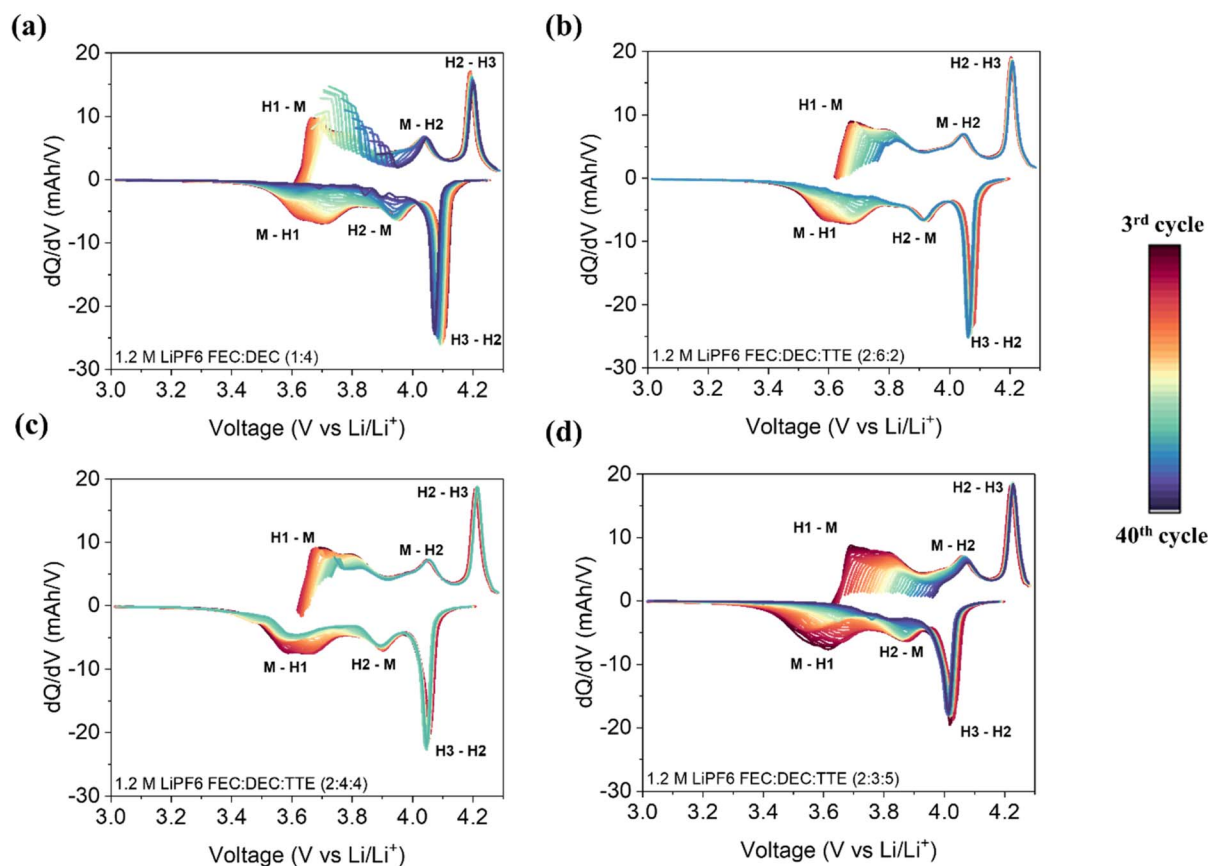 (a)
20
15
10
5
0
-5
-10
-15
-20
-25
-30
dQ/dV (mAh/V)
H1 - M
M - H2
H2 - H3
M - H1
H2 - M
H3 - H2
1.2 M LiPF6 FEC:DEC (1:4)
3.0 3.2 3.4 3.6 3.8 4.0 4.2
Voltage (V vs Li/Li⁺)
(b)
20
10
0
-10
-20
-30
dQ/dV (mAh/V)
H1 - M
M - H2
H2 - H3
M - H1
H2 - M
H3 - H2
1.2 M LiPF6 FEC:DEC:TTE (2:6:2)
3.0 3.2 3.4 3.6 3.8 4.0 4.2
Voltage (V vs Li/Li⁺)
3rd cycle
40th cycle
(c)
20
10
0
-10
-20
-30
dQ/dV (mAh/V)
H1 - M
M - H2
H2 - H3
M - H1
H2 - M
H3 - H2
1.2 M LiPF6 FEC:DEC:TTE (2:4:4)
3.0 3.2 3.4 3.6 3.8 4.0 4.2
Voltage (V vs Li/Li⁺)
(d)
20
10
0
-10
-20
-30
dQ/dV (mAh/V)
H1 - M
M - H2
H2 - H3
M - H1
H2 - M
H3 - H2
1.2 M LiPF6 FEC:DEC:TTE (2:3:5)
3.0 3.2 3.4 3.6 3.8 4.0 4.2
Voltage (V vs Li/Li⁺)